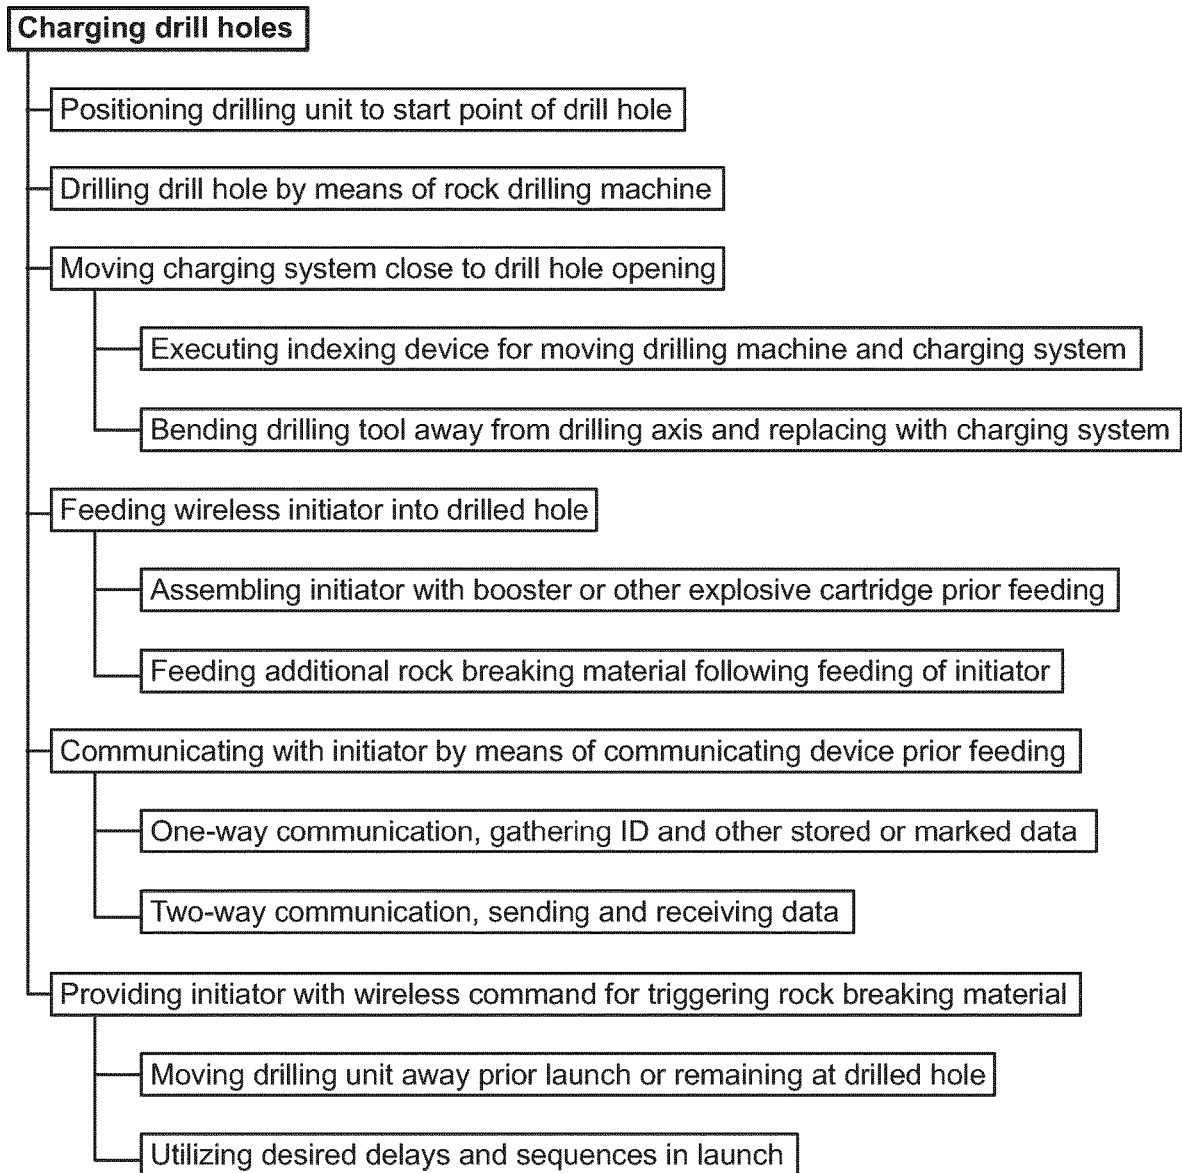 Charging drill holes
Positioning drilling unit to start point of drill hole
Drilling drill hole by means of rock drilling machine
Moving charging system close to drill hole opening
Executing indexing device for moving drilling machine and charging system
Bending drilling tool away from drilling axis and replacing with charging system
Feeding wireless initiator into drilled hole
Assembling initiator with booster or other explosive cartridge prior feeding
Feeding additional rock breaking material following feeding of initiator
Communicating with initiator by means of communicating device prior feeding
One-way communication, gathering ID and other stored or marked data
Two-way communication, sending and receiving data
Providing initiator with wireless command for triggering rock breaking material
Moving drilling unit away prior launch or remaining at drilled hole
Utilizing desired delays and sequences in launch